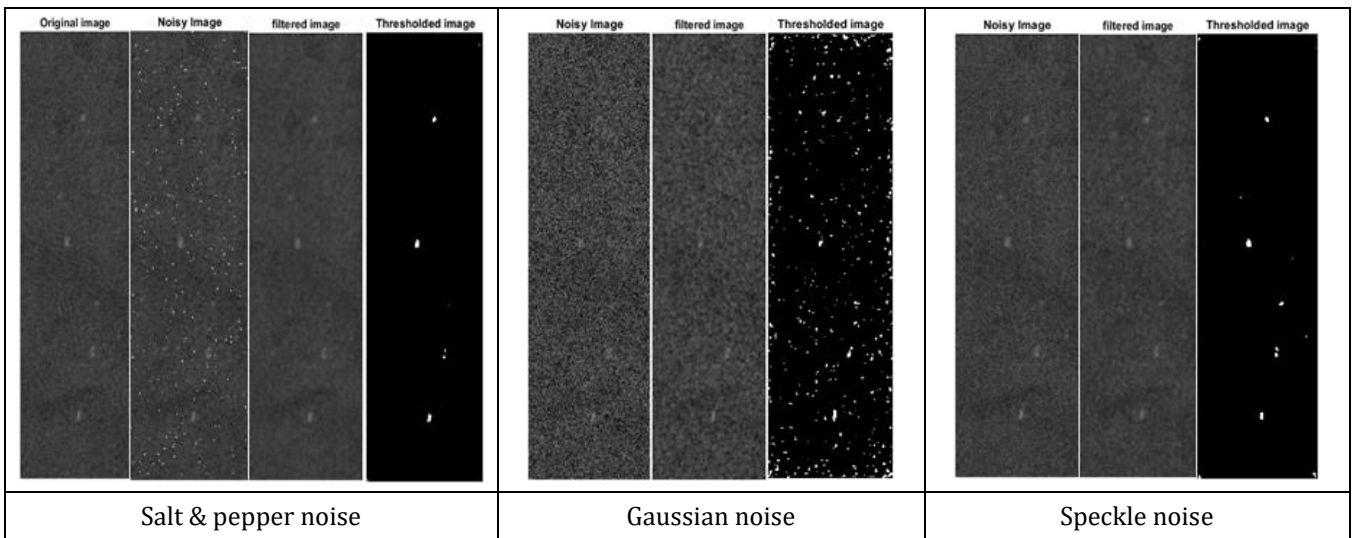 Original image Noisy Image filtered image Thresholded image
Noisy Image filtered image Thresholded image
Noisy Image filtered image Thresholded image
Salt & pepper noise
Gaussian noise
Speckle noise